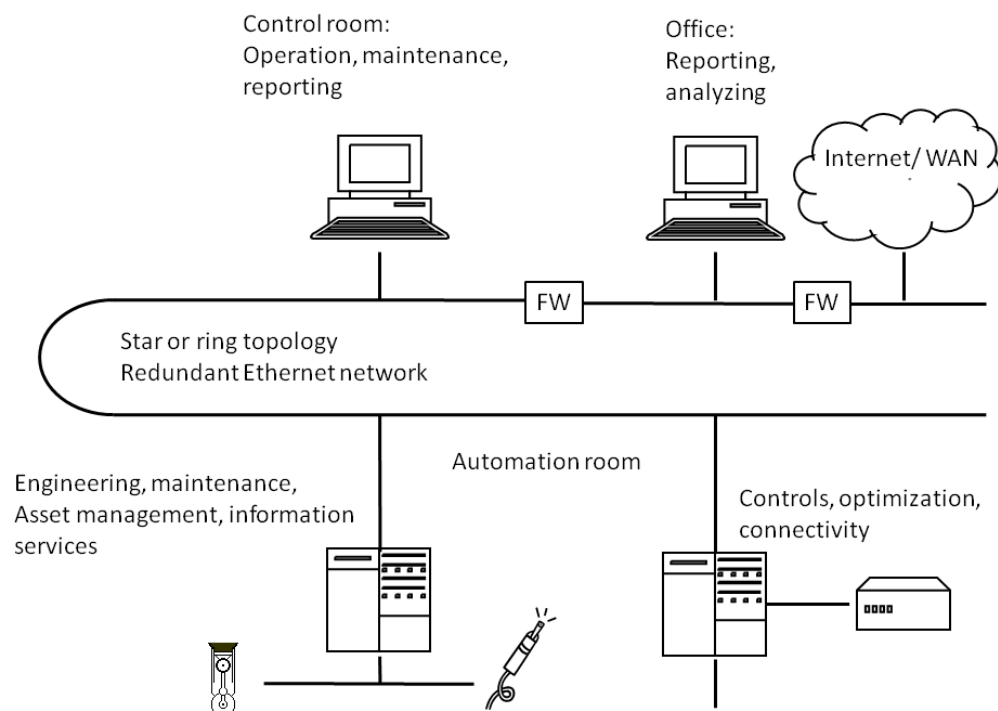 Control room:
Operation, maintenance,
reporting
Office:
Reporting,
analyzing
Internet/ WAN
FW
FW
Star or ring topology
Redundant Ethernet network
Automation room
Engineering, maintenance,
Asset management, information
services
Controls, optimization,
connectivity